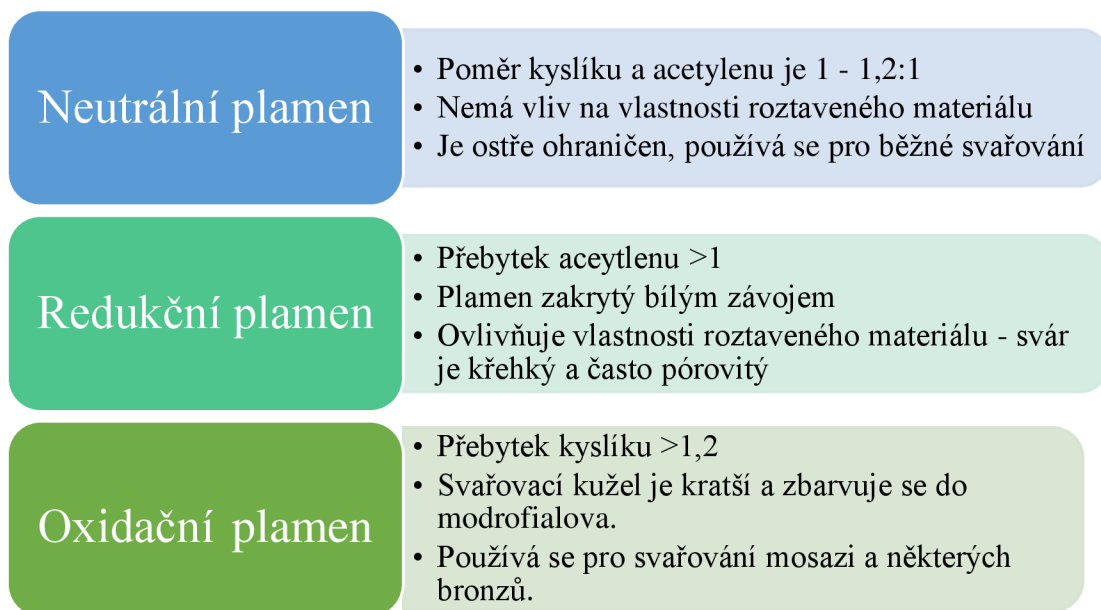 Neutrální plamen
• Poměr kyslíku a acetylenu je 1 - 1,2:1
• Nemá vliv na vlastnosti roztaveného materiálu
• Je ostře ohraničen, používá se pro běžné svařování
Redukční plamen
• Přebytek aceytlenu >1
• Plamen zakrytý bílým závojem
• Ovlivňuje vlastnosti roztaveného materiálu - svár
je křehký a často pórovitý
Oxidační plamen
• Přebytek kyslíku >1,2
• Svařovací kužel je kratší a zbarvuje se do
modrofialova.
• Používá se pro svařování mosazi a některých
bronzů.